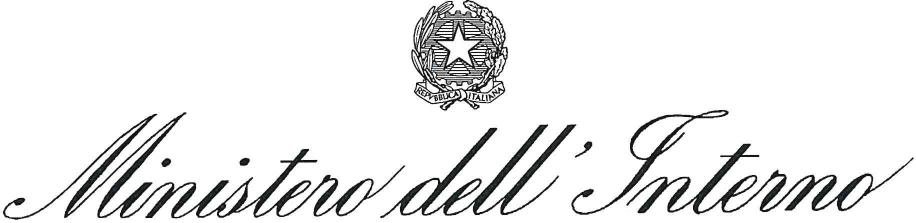 REPVBBLICA ITALIANA
Ministero dell'Interno